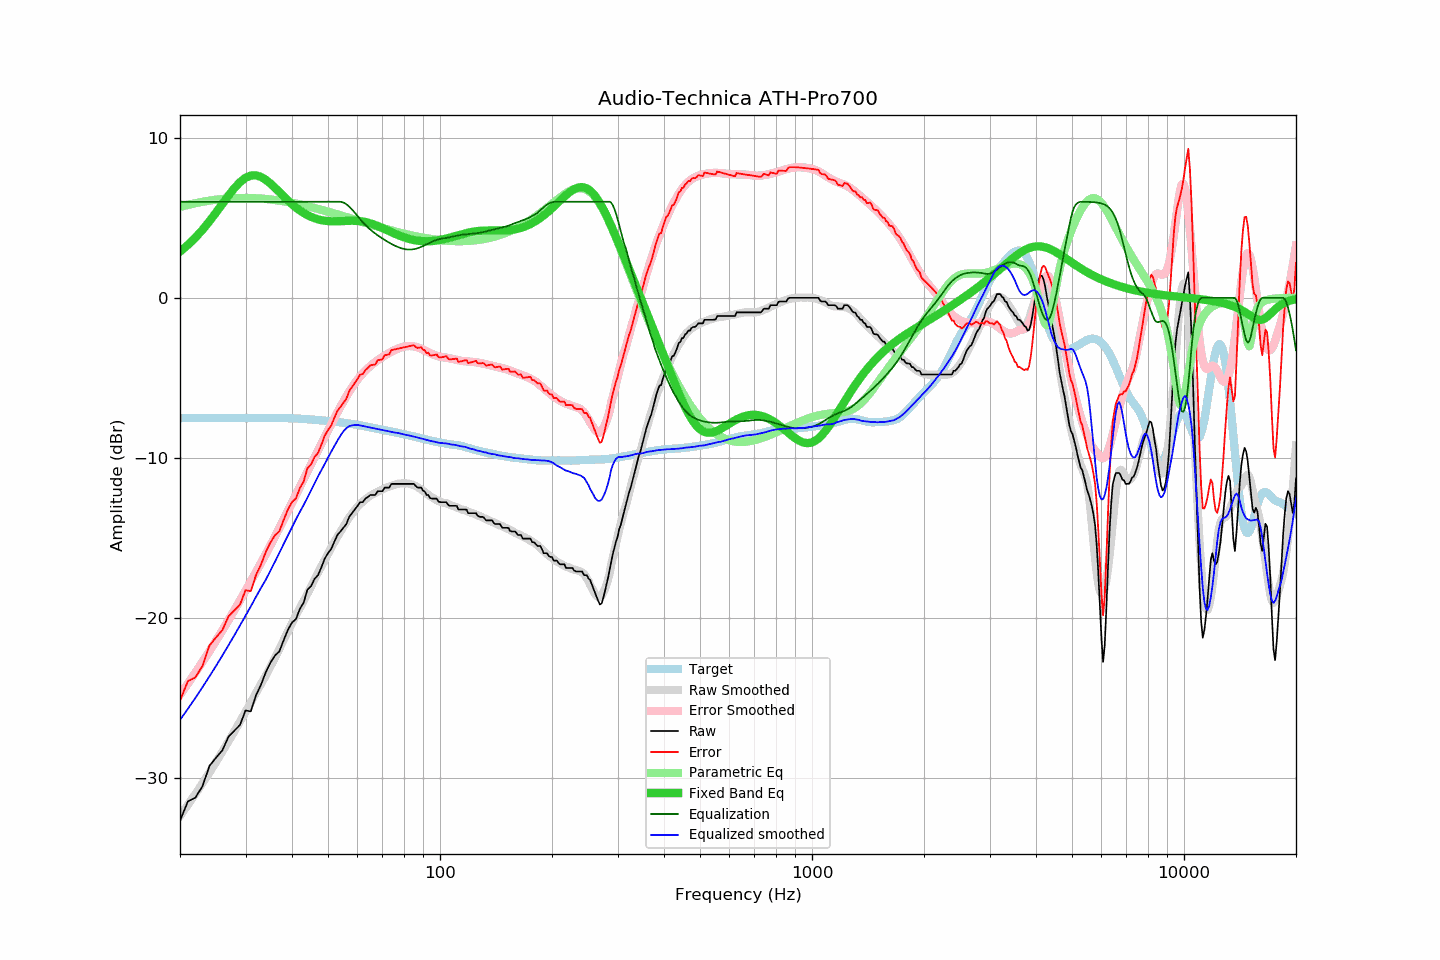 Audio-Technica ATH-Pro700
10
0
−10
−20
−30
Amplitude (dBr)
Target
Raw Smoothed
Error Smoothed
Raw
Error
Parametric Eq
Fixed Band Eq
Equalization
Equalized smoothed
100
1000
10000
Frequency (Hz)